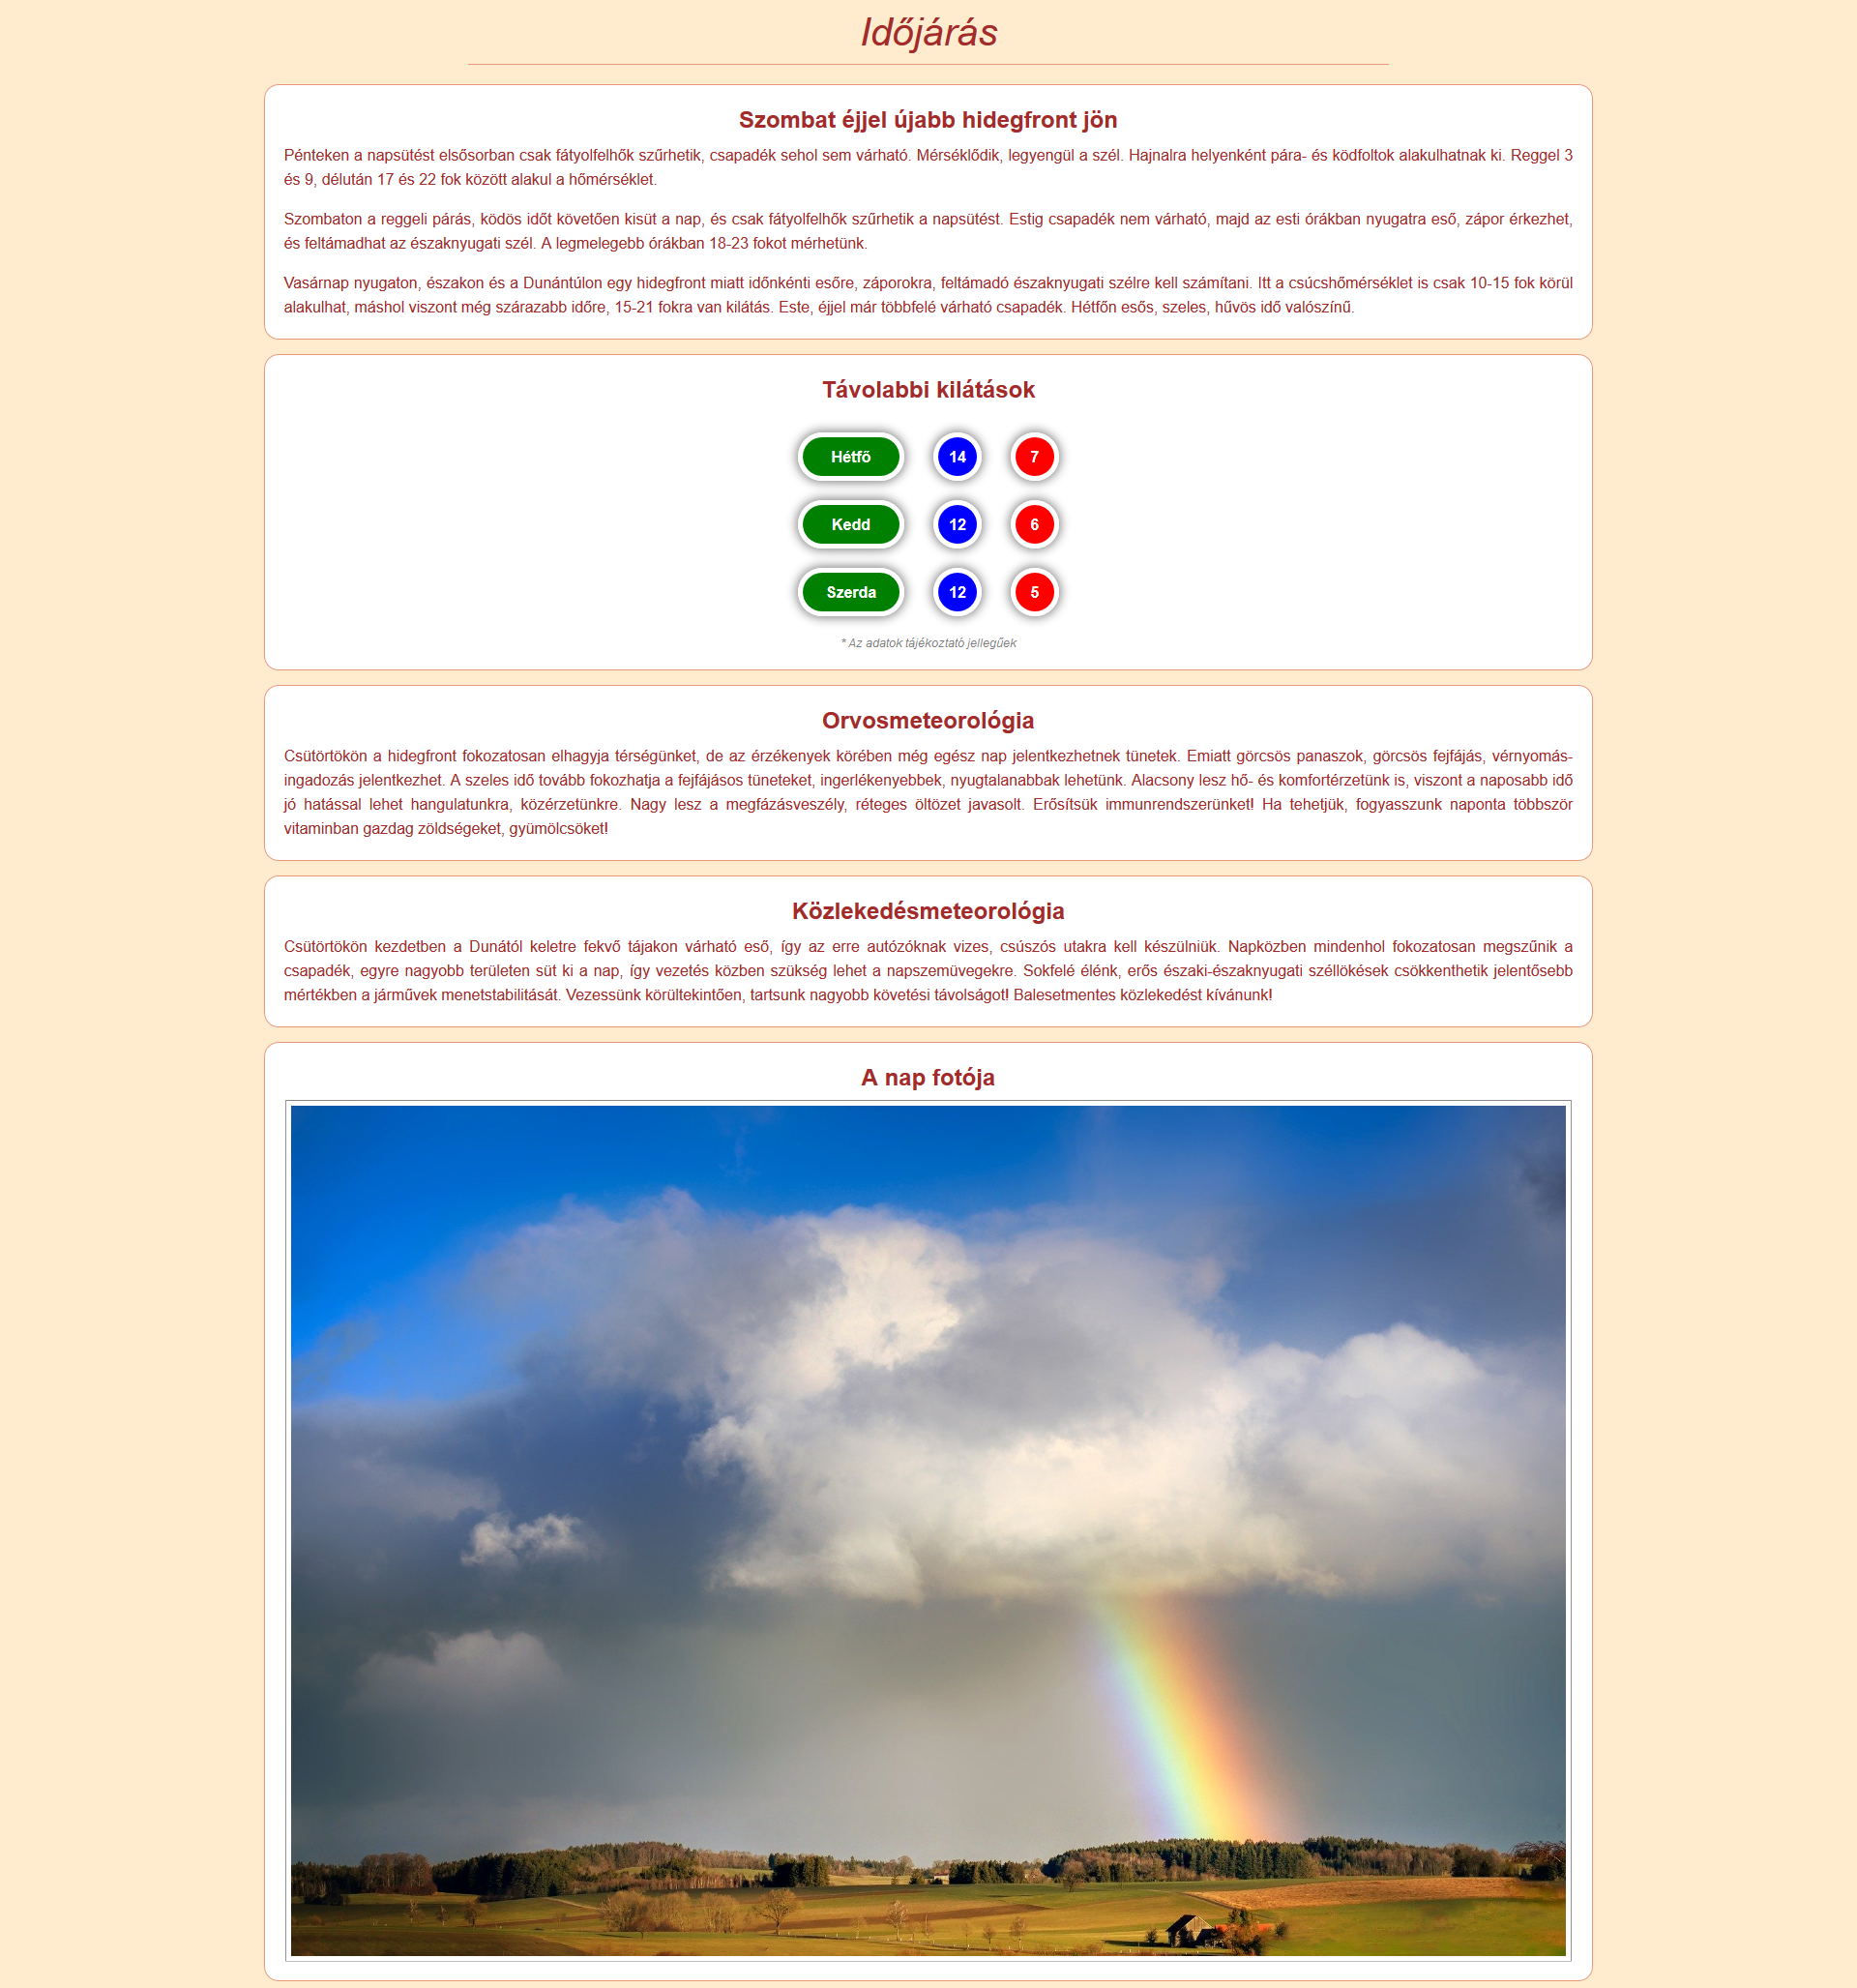 Időjárás
Szombat éjjel újabb hidegfront jön
Pénteken a napsütést elsősorban csak fátyolfelhők szűrhetik, csapadék sehol sem várható. Mérséklődik, legyengül a szél. Hajnalra helyenként pára- és ködfoltok alakulhatnak ki. Reggel 3
és 9, délután 17 és 22 fok között alakul a hőmérséklet.
Szombaton a reggeli párás, ködös időt követően kisüt a nap, és csak fátyolfelhők szűrhetik a napsütést. Estig csapadék nem várható, majd az esti órákban nyugatra eső, zápor érkezhet,
és feltámadhat az északnyugati szél. A legmelegebb órákban 18-23 fokot mérhetünk.
Vasárnap nyugaton, északon és a Dunántúlon egy hidegfront miatt időnkénti esőre, záporokra, feltámadó északnyugati szélre kell számítani. Itt a csúcshőmérséklet is csak 10-15 fok körül
alakulhat, máshol viszont még szárazabb időre, 15-21 fokra van kilátás. Este, éjjel már többfelé várható csapadék. Hétfőn esős, szeles, hűvös idő valószínű.
Távolabbi kilátások
Hétfő 14 7
Kedd 12 6
Szerda 12 5
* Az adatok tájékoztató jellegűek
Orvosmeteorológia
Csütörtökön a hidegfront fokozatosan elhagyja térségünket, de az érzékenyek körében még egész nap jelentkezhetnek tünetek. Emiatt görcsös panaszok, görcsös fejfájás, vérnyomás-
ingadozás jelentkezhet. A szeles idő tovább fokozhatja a fejfájásos tüneteket, ingerlékenyebbek, nyugtalanabbak lehetünk. Alacsony lesz hő- és komfortérzetünk is, viszont a naposabb idő
jó hatással lehet hangulatunkra, közérzetünkre. Nagy lesz a megfázásveszély, réteges öltözet javasolt. Erősítsük immunrendszerünket! Ha tehetjük, fogyasszunk naponta többször
vitaminban gazdag zöldségeket, gyümölcsöket!
Közlekedésmeteorológia
Csütörtökön kezdetben a Dunától keletre fekvő tájakon várható eső, így az erre autózóknak vizes, csúszós utakra kell készülniük. Napközben mindenhol fokozatosan megszűnik a
csapadék, egyre nagyobb területen süt ki a nap, így vezetés közben szükség lehet a napszemüvegekre. Sokfelé élénk, erős északi-északnyugati széllökések csökkenthetik jelentősebb
mértékben a járművek menetstabilitását. Vezessünk körültekintően, tartsunk nagyobb követési távolságot! Balesetmentes közlekedést kívánunk!
A nap fotója